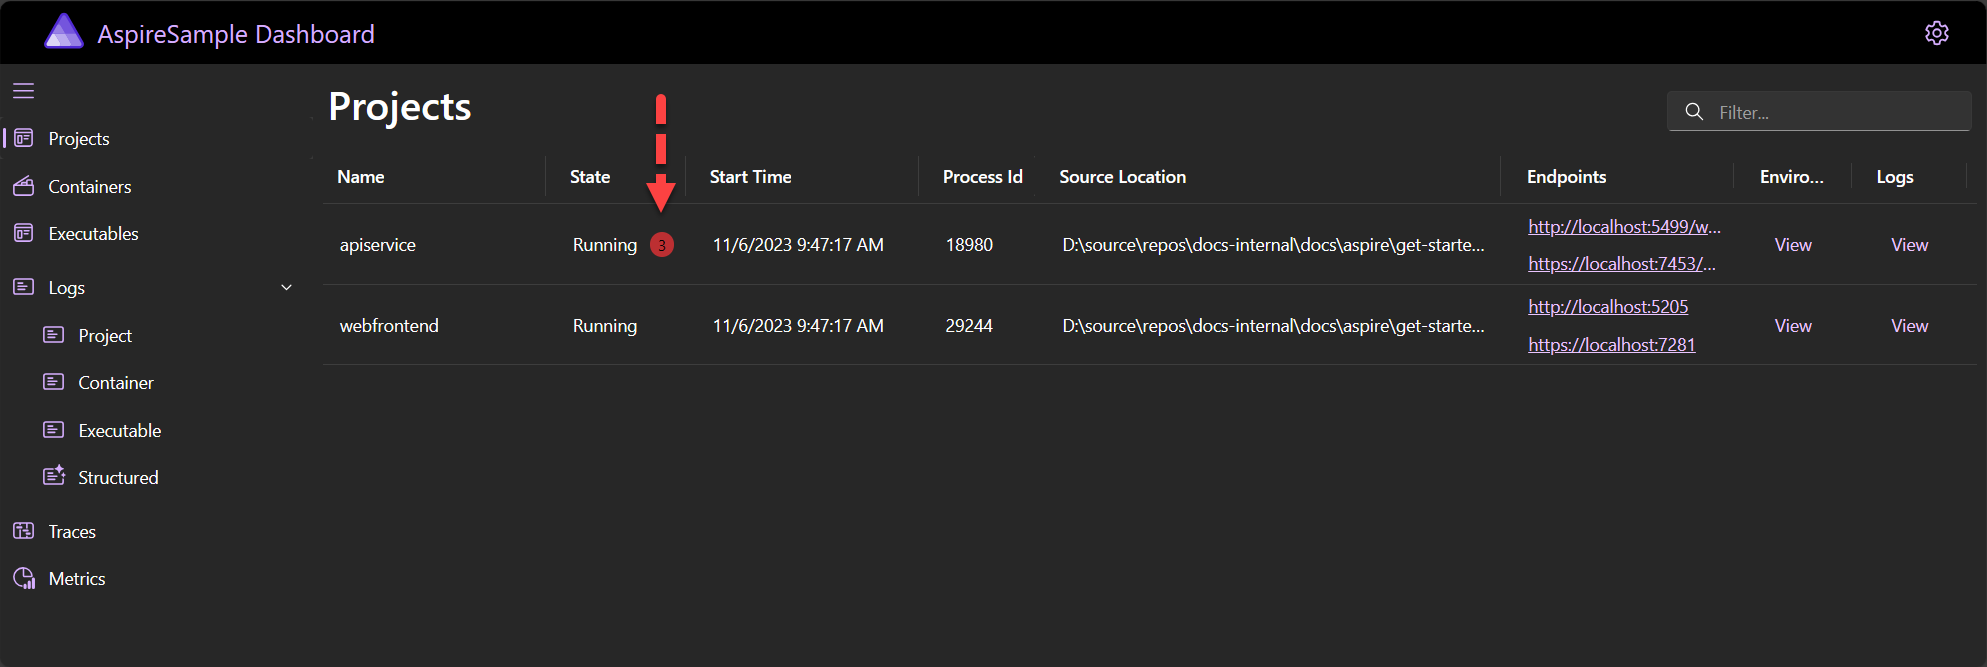 AspireSample Dashboard
Projects
Containers
Executables
Logs
Project
Container
Executable
Structured
Traces
Metrics
Projects
Filter...
Name State Start Time Process Id Source Location Endpoints Enviro... Logs
apiservice Running 3 11/6/2023 9:47:17 AM 18980 D:\source\repos\docs-internal\docs\aspire\get-starte... http://localhost:5499/w... View View
https://localhost:7453/...
webfrontend Running 11/6/2023 9:47:17 AM 29244 D:\source\repos\docs-internal\docs\aspire\get-starte... http://localhost:5205 View View
https://localhost:7281